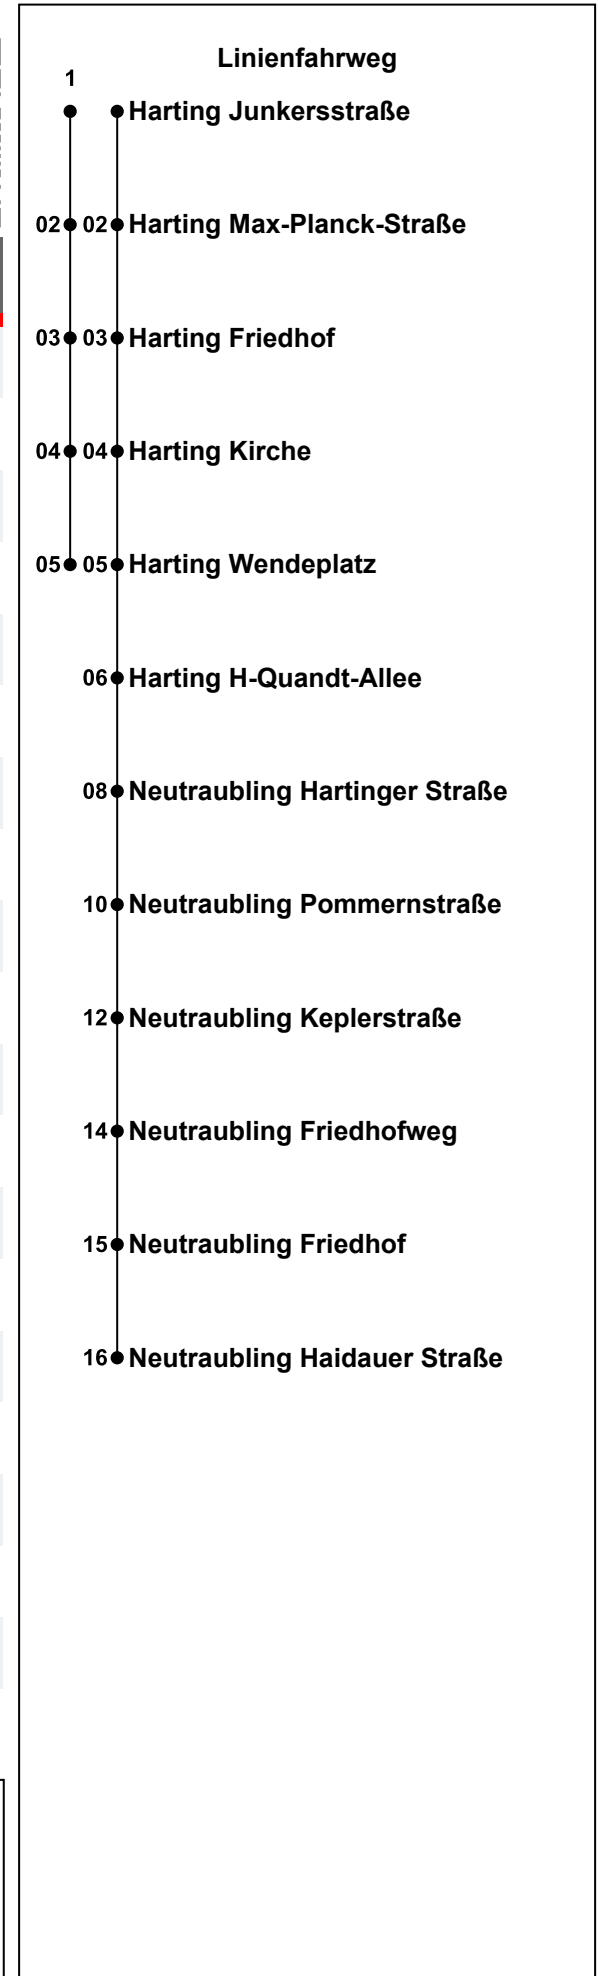 Linienfahrweg
1
Harting Junkersstraße
02 02 Harting Max-Planck-Straße
03 03 Harting Friedhof
04 04 Harting Kirche
05 05 Harting Wendeplatz
06 Harting H-Quandt-Allee
08 Neutraubling Hartinger Straße
10 Neutraubling Pommernstraße
12 Neutraubling Keplerstraße
14 Neutraubling Friedhofweg
15 Neutraubling Friedhof
16 Neutraubling Haidauer Straße